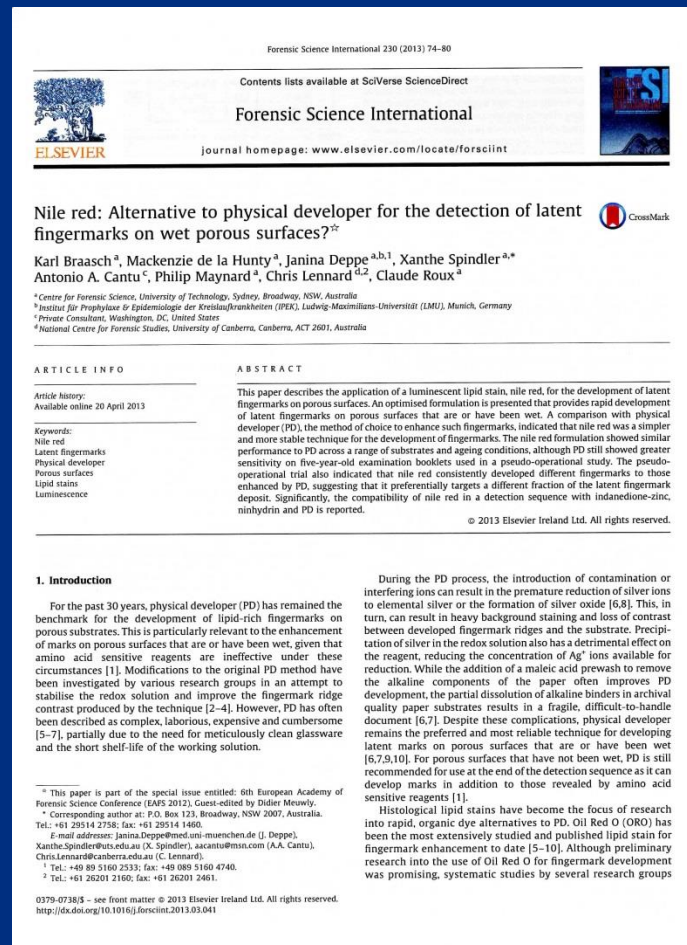 Forensic Science International 230 (2013) 74–80
Contents lists available at SciVerse ScienceDirect
Forensic Science International
journal homepage: www.elsevier.com/locate/forsciint
ELSEVIER
FSI
Nile red: Alternative to physical developer for the detection of latent
fingermarks on wet porous surfaces?☆
CrossMark
Karl Braasch a, Mackenzie de la Hunty a, Janina Deppe a,b,1, Xanthe Spindler a,*
Antonio A. Cantu c, Philip Maynard a, Chris Lennard d,2, Claude Roux a
a Centre for Forensic Science, University of Technology, Sydney, Broadway, NSW, Australia
b Institut für Prophylaxe & Epidemiologie der Kreislaufkrankheiten (IPEK), Ludwig-Maximilians-Universität (LMU), Munich, Germany
c Private Consultant, Washington, DC, United States
d National Centre for Forensic Studies, University of Canberra, Canberra, ACT 2601, Australia
ARTICLE INFO
Article history:
Available online 20 April 2013
Keywords:
Nile red
Latent fingermarks
Physical developer
Porous surfaces
Lipid stains
Luminescence
ABSTRACT
This paper describes the application of a luminescent lipid stain, nile red, for the development of latent
fingermarks on porous surfaces. An optimised formulation is presented that provides rapid development
of latent fingermarks on porous surfaces that are or have been wet. A comparison with physical
developer (PD), the method of choice to enhance such fingermarks, indicated that nile red was a simpler
and more stable technique for the development of fingermarks. The nile red formulation showed similar
performance to PD across a range of substrates and ageing conditions, although PD still showed greater
sensitivity on five-year-old examination booklets used in a pseudo-operational study. The pseudo-
operational trial also indicated that nile red consistently developed different fingermarks to those
enhanced by PD, suggesting that it preferentially targets a different fraction of the latent fingermark
deposit. Significantly, the compatibility of nile red in a detection sequence with indanedione-zinc,
ninhydrin and PD is reported.
© 2013 Elsevier Ireland Ltd. All rights reserved.
1. Introduction
For the past 30 years, physical developer (PD) has remained the
benchmark for the development of lipid-rich fingermarks on
porous substrates. This is particularly relevant to the enhancement
of marks on porous surfaces that are or have been wet, given that
amino acid sensitive reagents are ineffective under these
circumstances [1]. Modifications to the original PD method have
been investigated by various research groups in an attempt to
stabilise the redox solution and improve the fingermark ridge
contrast produced by the technique [2–4]. However, PD has often
been described as complex, laborious, expensive and cumbersome
[5–7], partially due to the need for meticulously clean glassware
and the short shelf-life of the working solution.
☆ This paper is part of the special issue entitled: 6th European Academy of
Forensic Science Conference (EAFS 2012), Guest-edited by Didier Meuwly.
* Corresponding author at: P.O. Box 123, Broadway, NSW 2007, Australia.
Tel.: +61 29514 2758; fax: +61 29514 1460.
E-mail addresses: Janina.Deppe@med.uni-muenchen.de (J. Deppe),
Xanthe.Spindler@uts.edu.au (X. Spindler), aacantu@msn.com (A.A. Cantu),
Chris.Lennard@canberra.edu.au (C. Lennard).
1 Tel.: +49 89 5160 2533; fax: +49 089 5160 4740.
2 Tel.: +61 26201 2160; fax: +61 26201 2461.
0379-0738/$ – see front matter © 2013 Elsevier Ireland Ltd. All rights reserved.
http://dx.doi.org/10.1016/j.forsciint.2013.03.041
During the PD process, the introduction of contamination or
interfering ions can result in the premature reduction of silver ions
to elemental silver or the formation of silver oxide [6,8]. This, in
turn, can result in heavy background staining and loss of contrast
between developed fingermark ridges and the substrate. Precipi-
tation of silver in the redox solution also has a detrimental effect on
the reagent, reducing the concentration of Ag+ ions available for
reduction. While the addition of a maleic acid prewash to remove
the alkaline components of the paper often improves PD
development, the partial dissolution of alkaline binders in archival
quality paper substrates results in a fragile, difficult-to-handle
document [6,7]. Despite these complications, physical developer
remains the preferred and most reliable technique for developing
latent marks on porous surfaces that are or have been wet
[6,7,9,10]. For porous surfaces that have not been wet, PD is still
recommended for use at the end of the detection sequence as it can
develop marks in addition to those revealed by amino acid
sensitive reagents [1].
Histological lipid stains have become the focus of research
into rapid, organic dye alternatives to PD. Oil Red O (ORO) has
been the most extensively studied and published lipid stain for
fingermark enhancement to date [5–10]. Although preliminary
research into the use of Oil Red O for fingermark development
was promising, systematic studies by several research groups